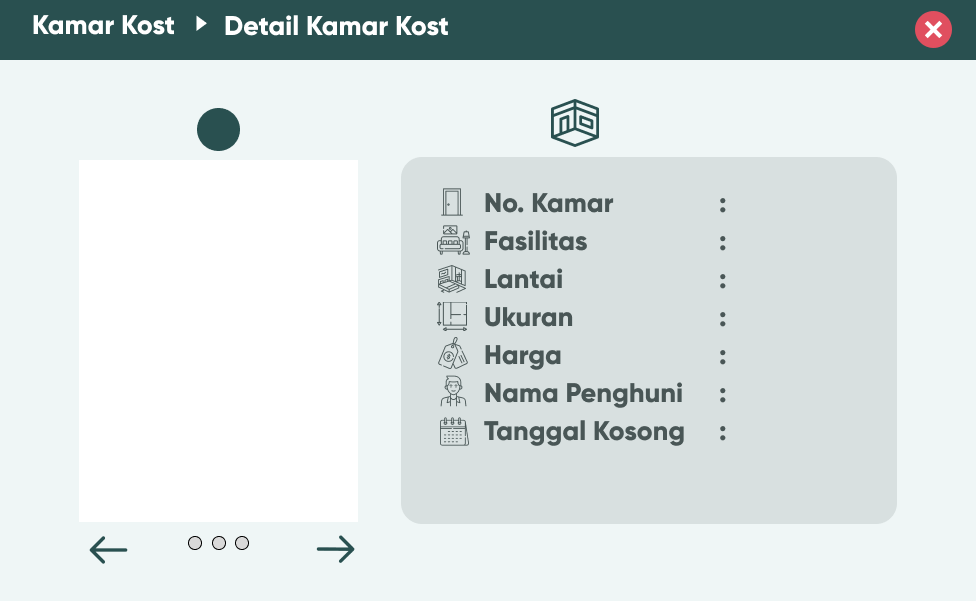 Kamar Kost ▶ Detail Kamar Kost
No. Kamar :
Fasilitas :
Lantai :
Ukuran :
Harga :
Nama Penghuni :
Tanggal Kosong :